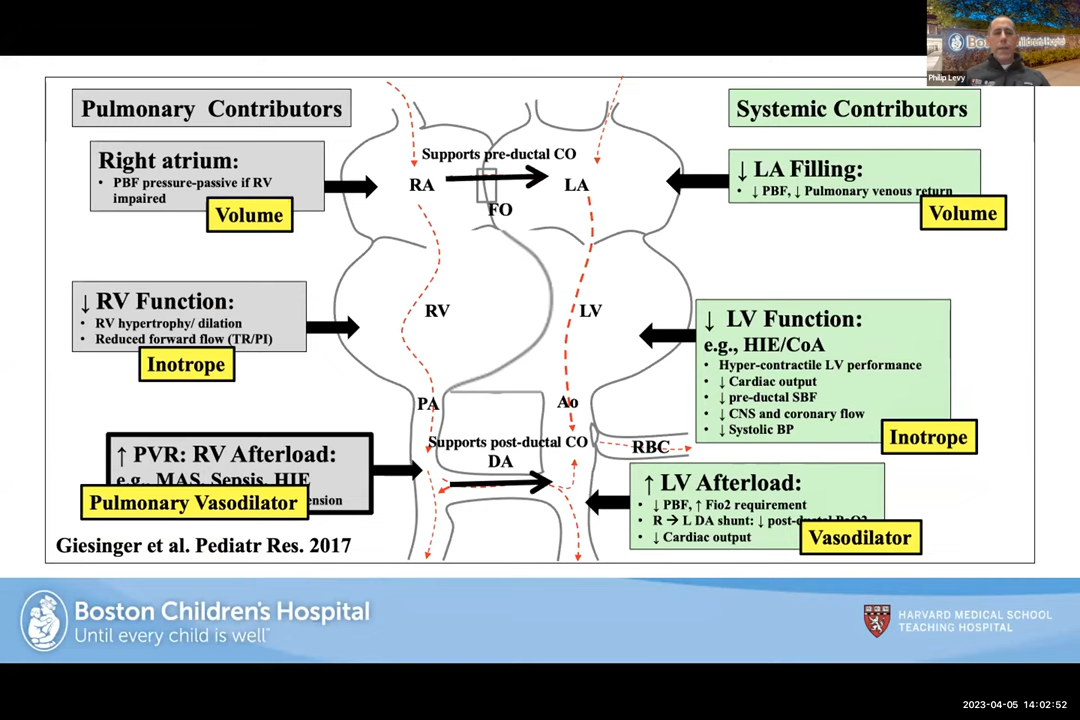 Boston Children's Hospital
Philip Levy
Pulmonary Contributors
Systemic Contributors
Right atrium:
• PBF pressure-passive if RV
impaired
Volume
Supports pre-ductal CO
RA
LA
FO
↓ LA Filling:
• ↓ PBF, ↓ Pulmonary venous return
Volume
↓ RV Function:
• RV hypertrophy/ dilation
• Reduced forward flow (TR/PI)
Inotrope
RV
LV
↓ LV Function:
e.g., HIE/CoA
• Hyper-contractile LV performance
• ↓ Cardiac output
• ↓ pre-ductal SBF
• ↓ CNS and coronary flow
• ↓ Systolic BP
Inotrope
PA
Ao
Supports post-ductal CO
DA
RBC
↑ PVR: RV Afterload:
e.g., MAS, Sepsis, HIE
Pulmonary Vasodilator
↑ LV Afterload:
• ↓ PBF, ↑ Fio2 requirement
• R → L DA shunt: ↓ post-ductal PaO2
• ↓ Cardiac output
Vasodilator
Giesinger et al. Pediatr Res. 2017
Boston Children's Hospital
Until every child is well™
HARVARD MEDICAL SCHOOL
TEACHING HOSPITAL
2023-04-05 14:02:52